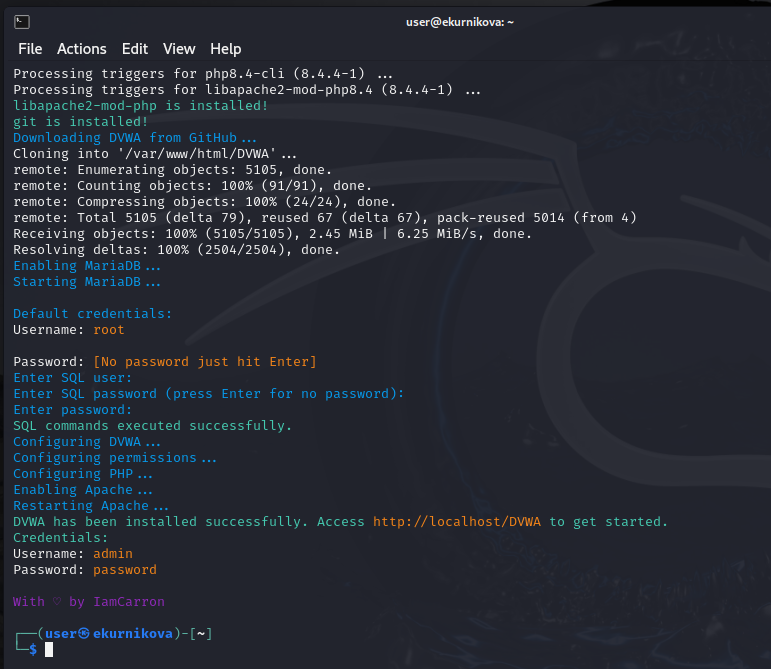 user@ekurnikova: ~
File Actions Edit View Help
Processing triggers for php8.4-cli (8.4.4-1) ...
Processing triggers for libapache2-mod-php8.4 (8.4.4-1) ...
libapache2-mod-php is installed!
git is installed!
Downloading DVWA from GitHub...
Cloning into '/var/www/html/DVWA'...
remote: Enumerating objects: 5105, done.
remote: Counting objects: 100% (91/91), done.
remote: Compressing objects: 100% (24/24), done.
remote: Total 5105 (delta 79), reused 67 (delta 67), pack-reused 5014 (from 4)
Receiving objects: 100% (5105/5105), 2.45 MiB | 6.25 MiB/s, done.
Resolving deltas: 100% (2504/2504), done.
Enabling MariaDB...
Starting MariaDB...
Default credentials:
Username: root
Password: [No password just hit Enter]
Enter SQL user:
Enter SQL password (press Enter for no password):
Enter password:
SQL commands executed successfully.
Configuring DVWA...
Configuring permissions...
Configuring PHP...
Enabling Apache...
Restarting Apache...
DVWA has been installed successfully. Access http://localhost/DVWA to get started.
Credentials:
Username: admin
Password: password
With ♡ by IamCarron
┌──(user㉿ekurnikova)-[~]
└─$